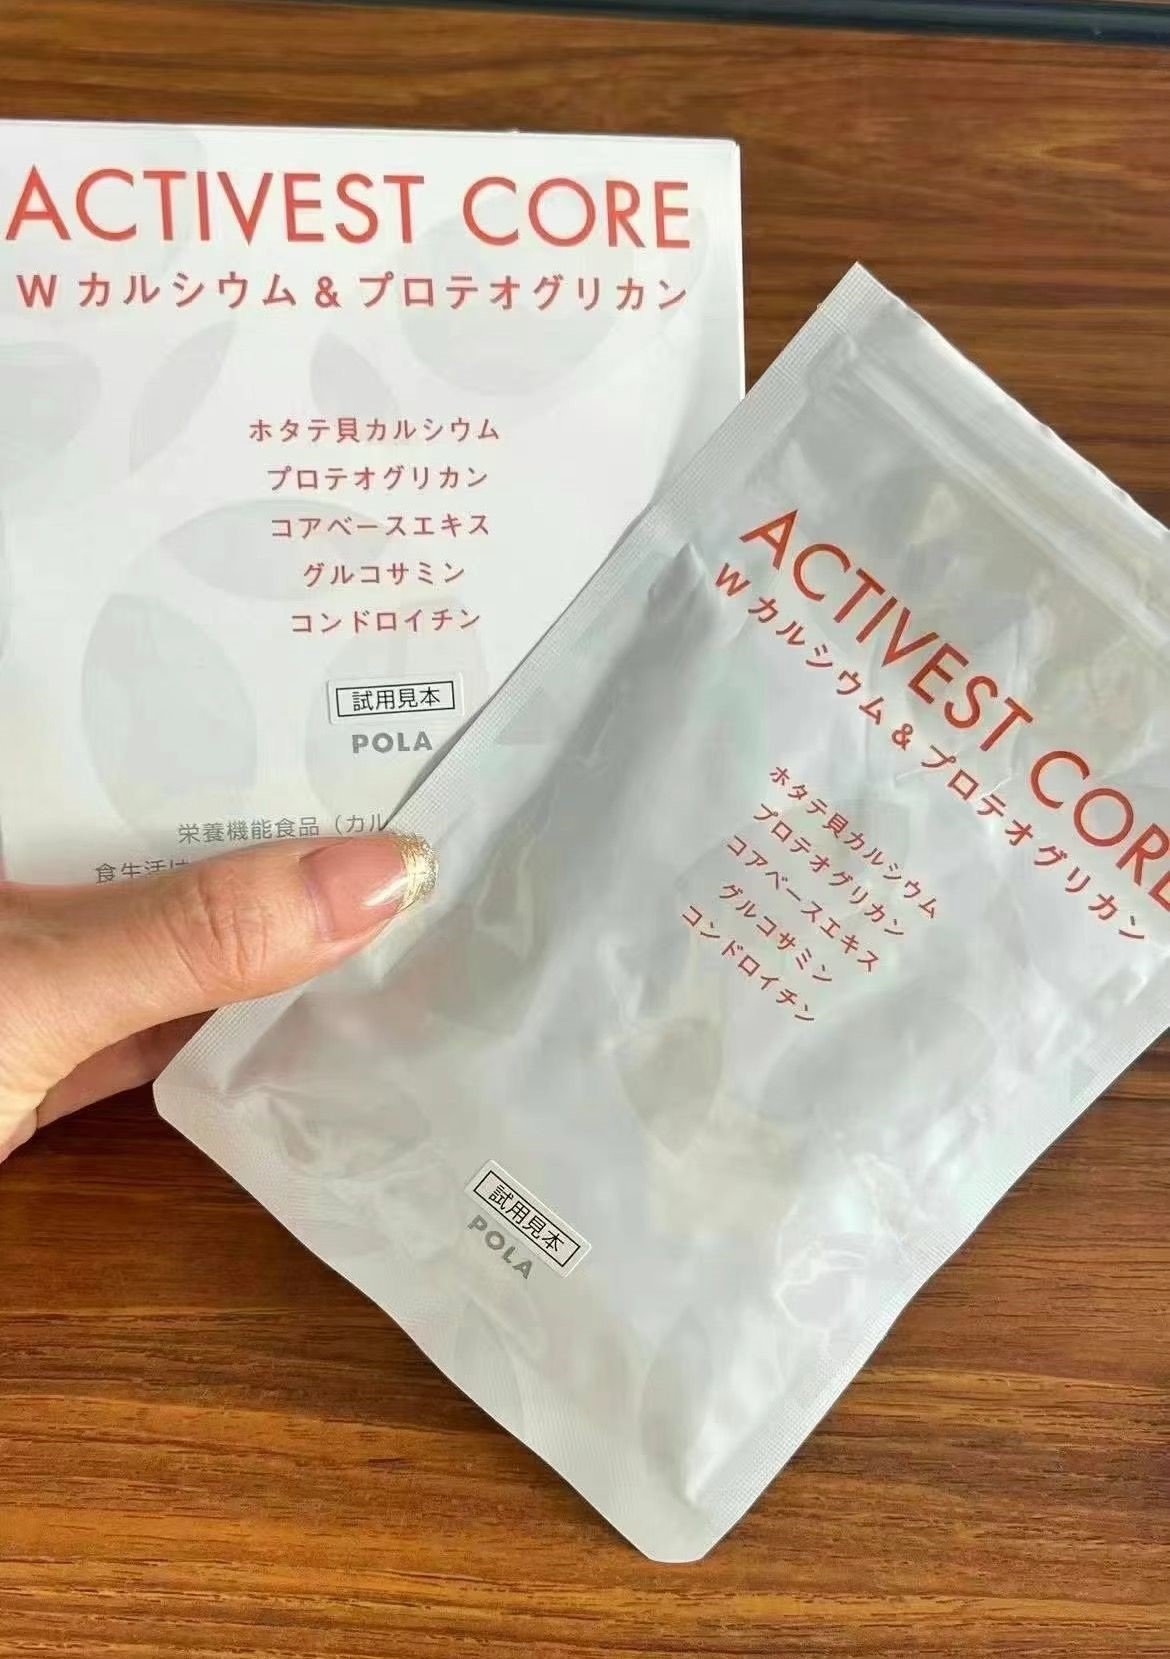 ACTIVEST CORE
W カルシウム & プロテオグリカン
ホタテ貝カルシウム
プロテオグリカン
コアベースエキス
グルコサミン
コンドロイチン
試用見本
POLA
栄養機能食品（カル
食生活は
ACTIVEST CORE
W カルシウム & プロテオグリカン
ホタテ貝カルシウム
プロテオグリカン
コアベースエキス
グルコサミン
コンドロイチン
試用見本
POLA